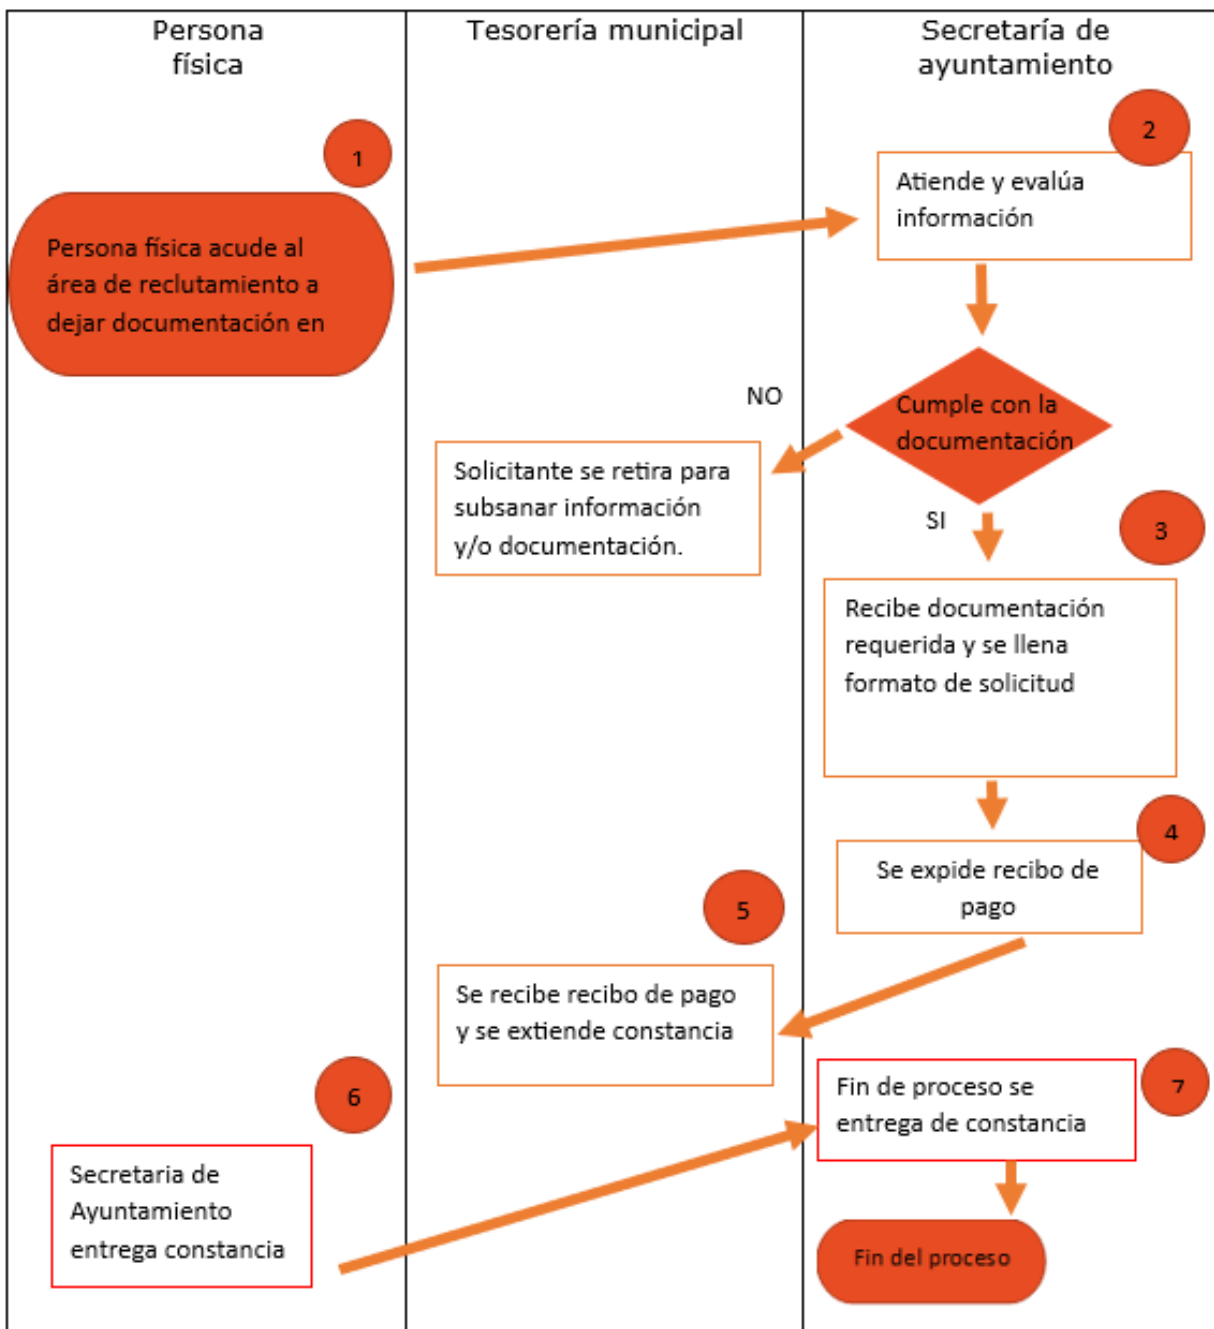 Persona
física
Tesorería municipal
Secretaría de
ayuntamiento
1
Persona física acude al
área de reclutamiento a
dejar documentación en
2
Atiende y evalúa
información
Cumple con la
documentación
NO
Solicitante se retira para
subsanar información
y/o documentación.
SI
3
Recibe documentación
requerida y se llena
formato de solicitud
4
Se expide recibo de
pago
5
Se recibe recibo de pago
y se extiende constancia
6
Secretaria de
Ayuntamiento
entrega constancia
7
Fin de proceso se
entrega de constancia
Fin del proceso